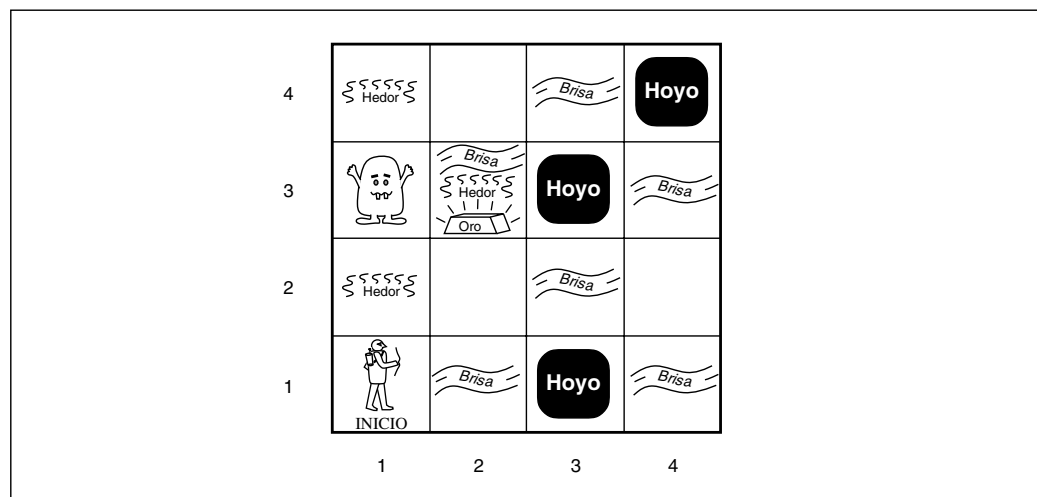 4 Hedor Brisa Hoyo
Brisa
3 Hedor Hoyo Brisa
Oro
2 Hedor Brisa
1 Brisa Hoyo Brisa
INICIO
1 2 3 4